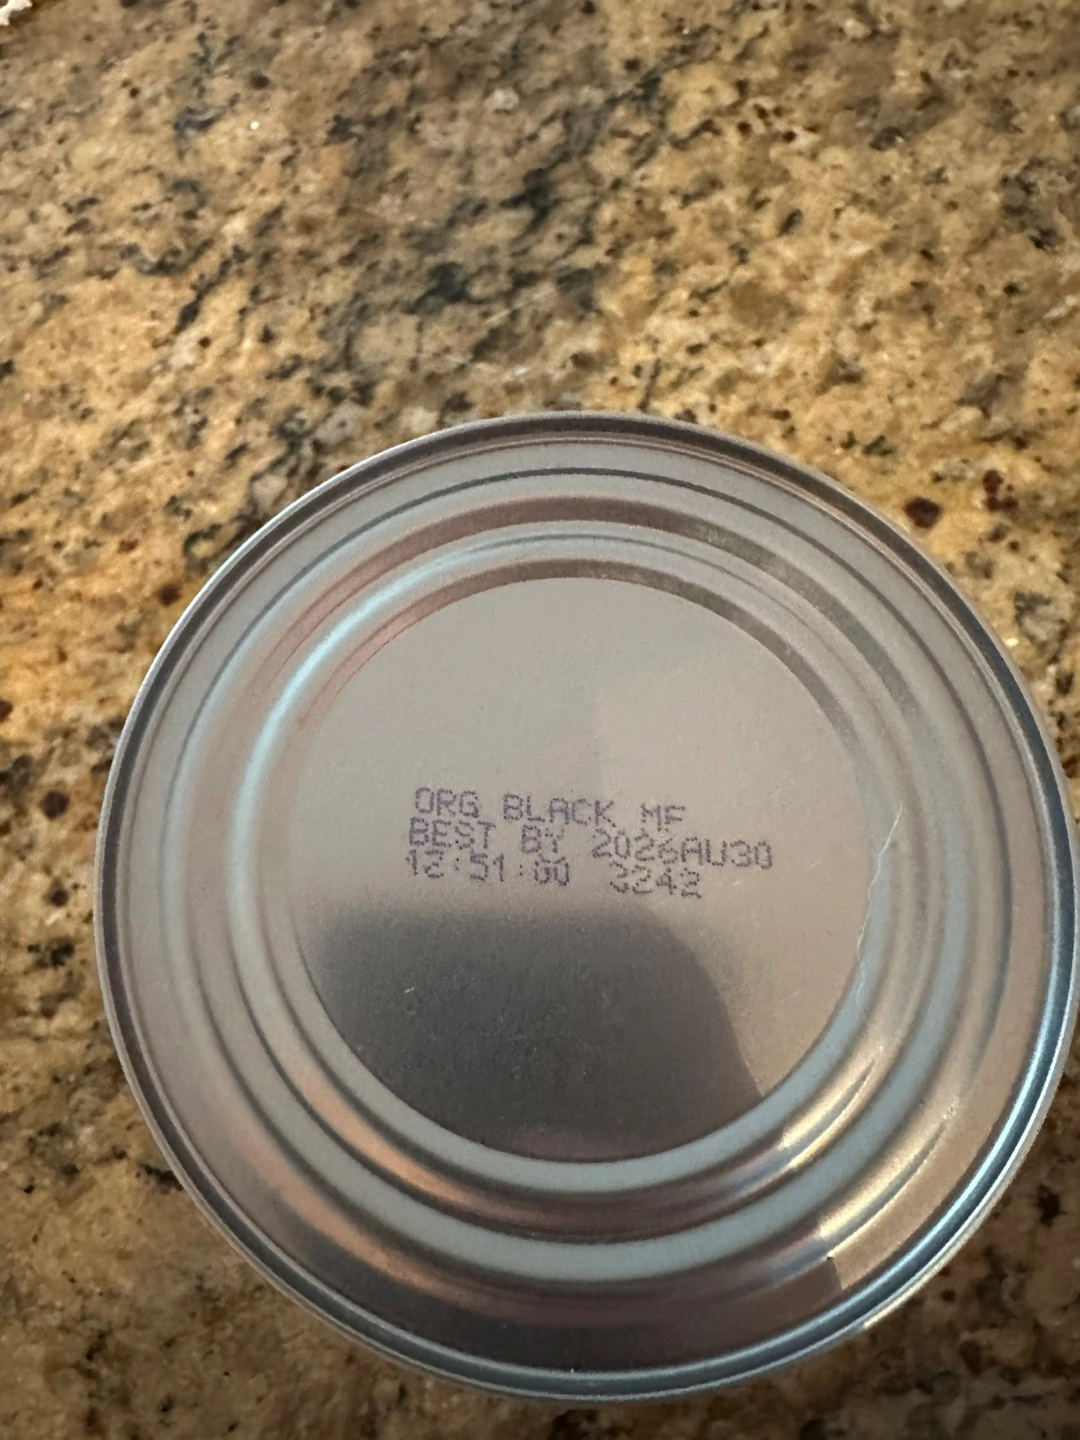 ORG BLACK MF
BEST BY 2026AU30
12:51:00 3242